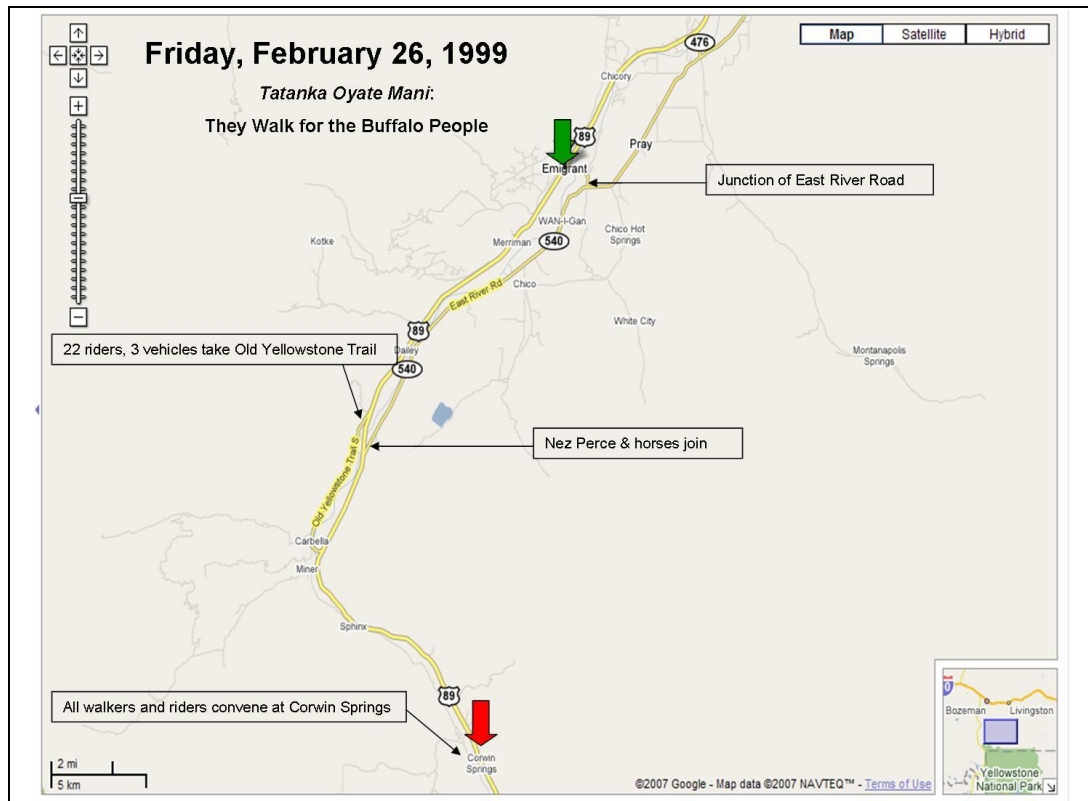 Friday, February 26, 1999
Tatanka Oyate Mani:
They Walk for the Buffalo People
Map
Satellite
Hybrid
476
Chicory
89
Pray
Emigrant
Junction of East River Road
WAN-I-Gan
Chico Hot
Springs
Merriman
540
Kotke
Chico
East River Rd
White City
89
22 riders, 3 vehicles take Old Yellowstone Trail
Dailey
540
Montanapolis
Springs
Nez Perce & horses join
Old Yellowstone Trail S
Carbella
Miner
Sphinx
All walkers and riders convene at Corwin Springs
89
Corwin
Springs
Bozeman
Livingston
Yellowstone
National Park
2 mi
5 km
©2007 Google - Map data ©2007 NAVTEQ™ - Terms of Use